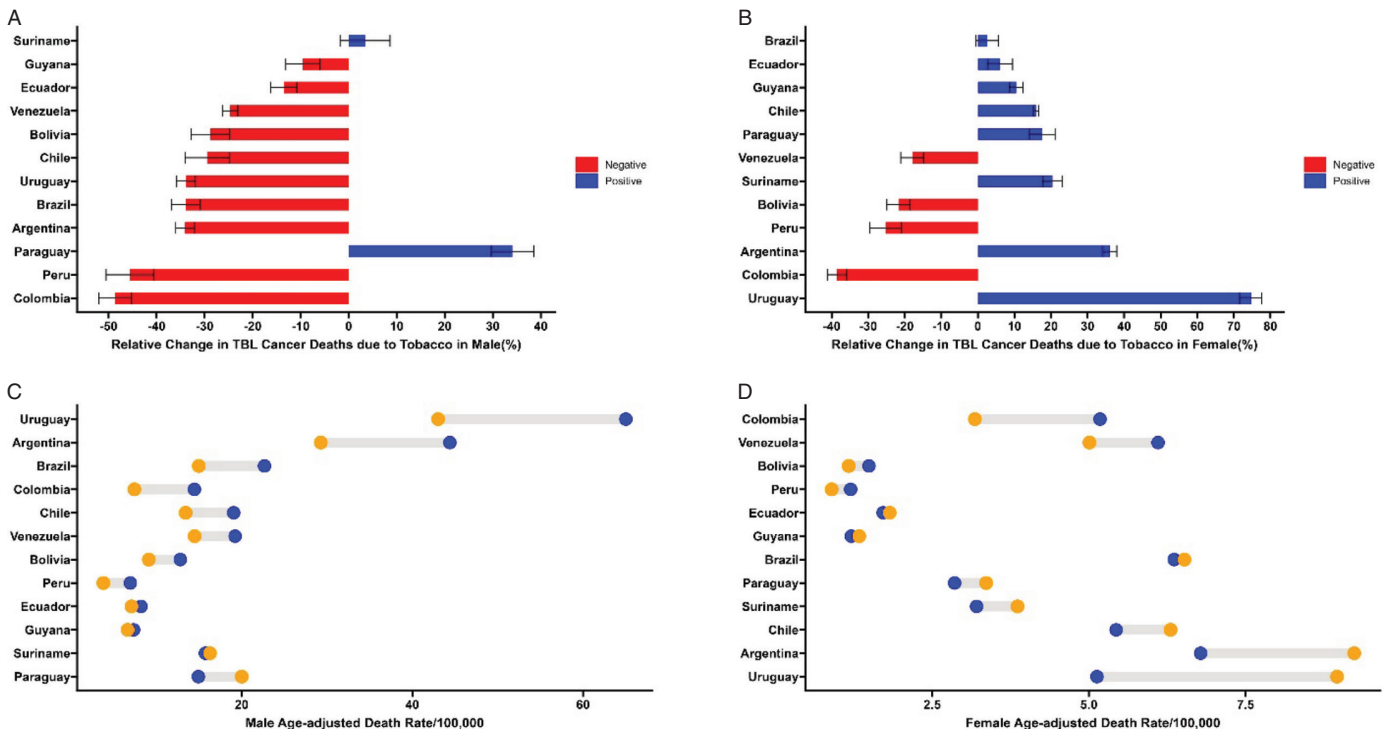 A
Suriname
Guyana
Ecuador
Venezuela
Bolivia
Chile
Uruguay
Brazil
Argentina
Paraguay
Peru
Colombia
-50 -40 -30 -20 -10 0 10 20 30 40
Relative Change in TBL Cancer Deaths due to Tobacco in Male(%)
Negative
Positive
B
Brazil
Ecuador
Guyana
Chile
Paraguay
Venezuela
Suriname
Bolivia
Peru
Argentina
Colombia
Uruguay
-40 -30 -20 -10 0 10 20 30 40 50 60 70 80
Relative Change in TBL Cancer Deaths due to Tobacco in Female(%)
Negative
Positive
C
Uruguay
Argentina
Brazil
Colombia
Chile
Venezuela
Bolivia
Peru
Ecuador
Guyana
Suriname
Paraguay
20 40 60
Male Age-adjusted Death Rate/100,000
D
Colombia
Venezuela
Bolivia
Peru
Ecuador
Guyana
Brazil
Paraguay
Suriname
Chile
Argentina
Uruguay
2.5 5.0 7.5
Female Age-adjusted Death Rate/100,000